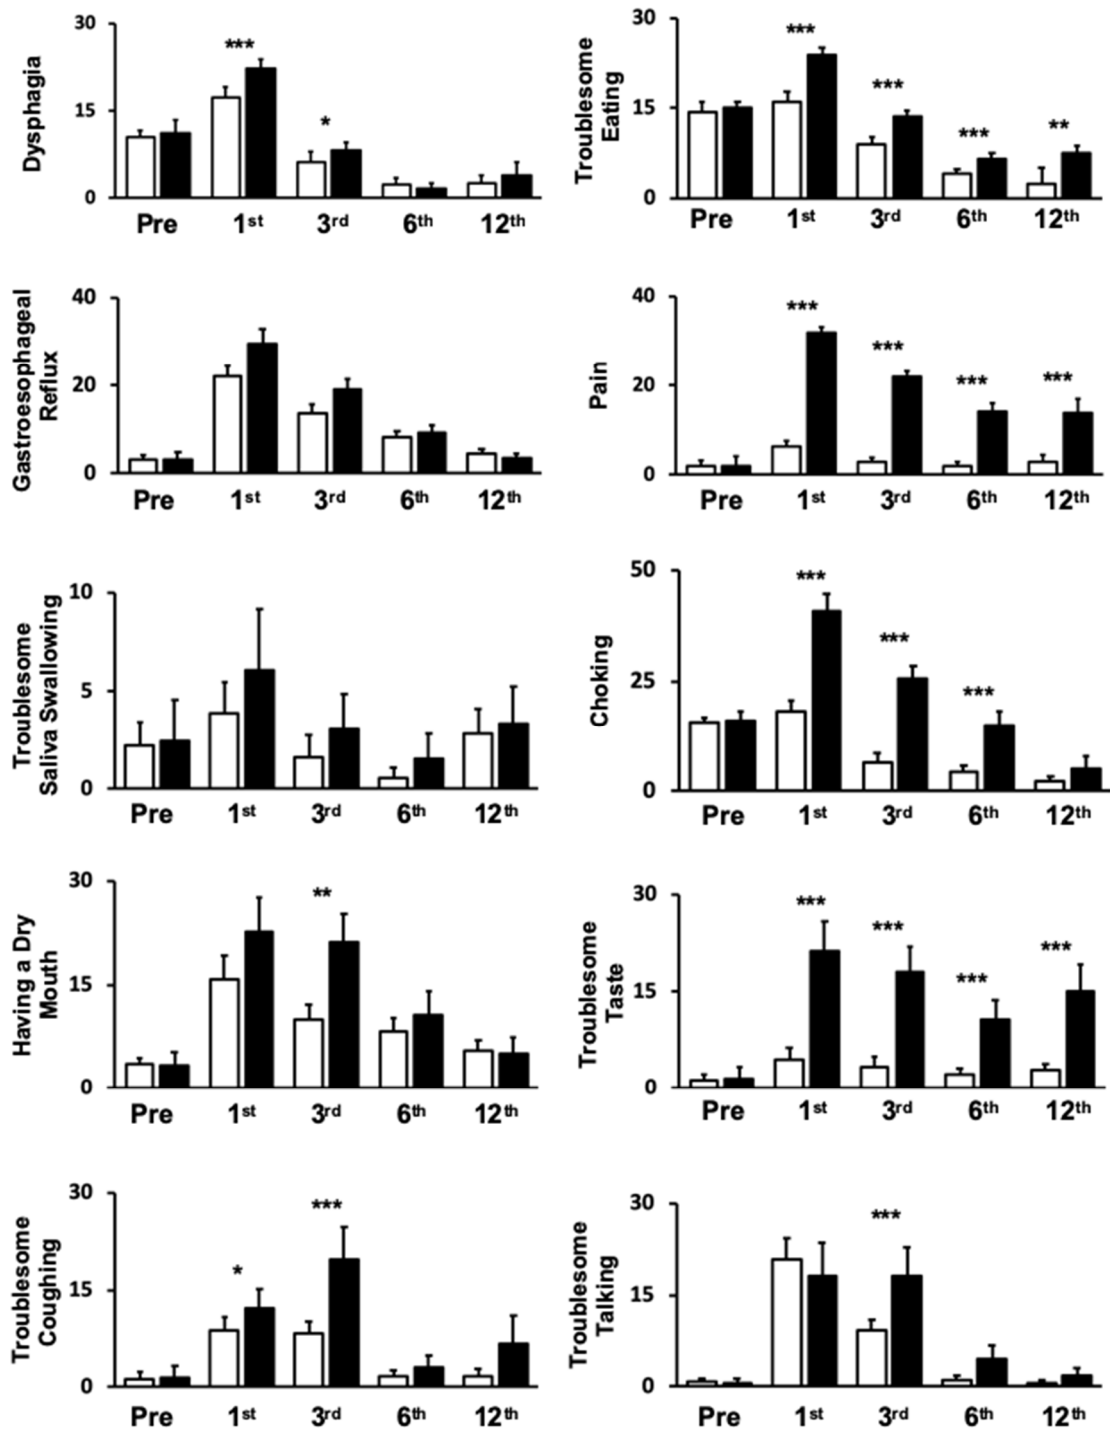 Dysphagia
30
15
0
***
*
Pre 1st 3rd 6th 12th
Troublesome
Eating
30
15
0
***
***
***
**
Pre 1st 3rd 6th 12th
Gastroesophageal
Reflux
40
20
0
Pre 1st 3rd 6th 12th
Pain
40
20
0
***
***
***
***
Pre 1st 3rd 6th 12th
Troublesome
Saliva Swallowing
10
5
0
Pre 1st 3rd 6th 12th
Choking
50
25
0
***
***
***
Pre 1st 3rd 6th 12th
Having a Dry
Mouth
30
15
0
**
Pre 1st 3rd 6th 12th
Troublesome
Taste
30
15
0
***
***
***
***
Pre 1st 3rd 6th 12th
Troublesome
Coughing
30
15
0
*
***
Pre 1st 3rd 6th 12th
Troublesome
Talking
30
15
0
***
Pre 1st 3rd 6th 12th